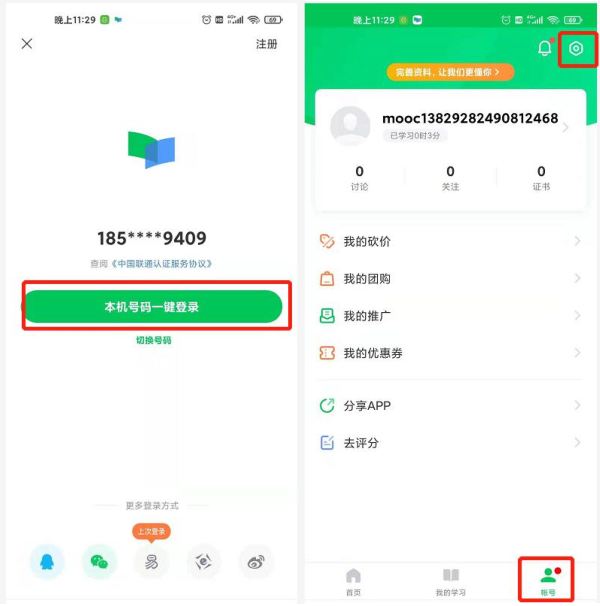 晚上11:29
69
注册
185****9409
查阅《中国联通认证服务协议》
本机号码一键登录
切换号码
更多登录方式
上次登录
易
晚上11:29
69
完善资料，让我们更懂你 >
mooc13829282490812468
已学习0时3分
0
0
0
讨论
关注
证书
我的砍价
我的团购
我的推广
我的优惠券
分享APP
去评分
首页
我的学习
帐号